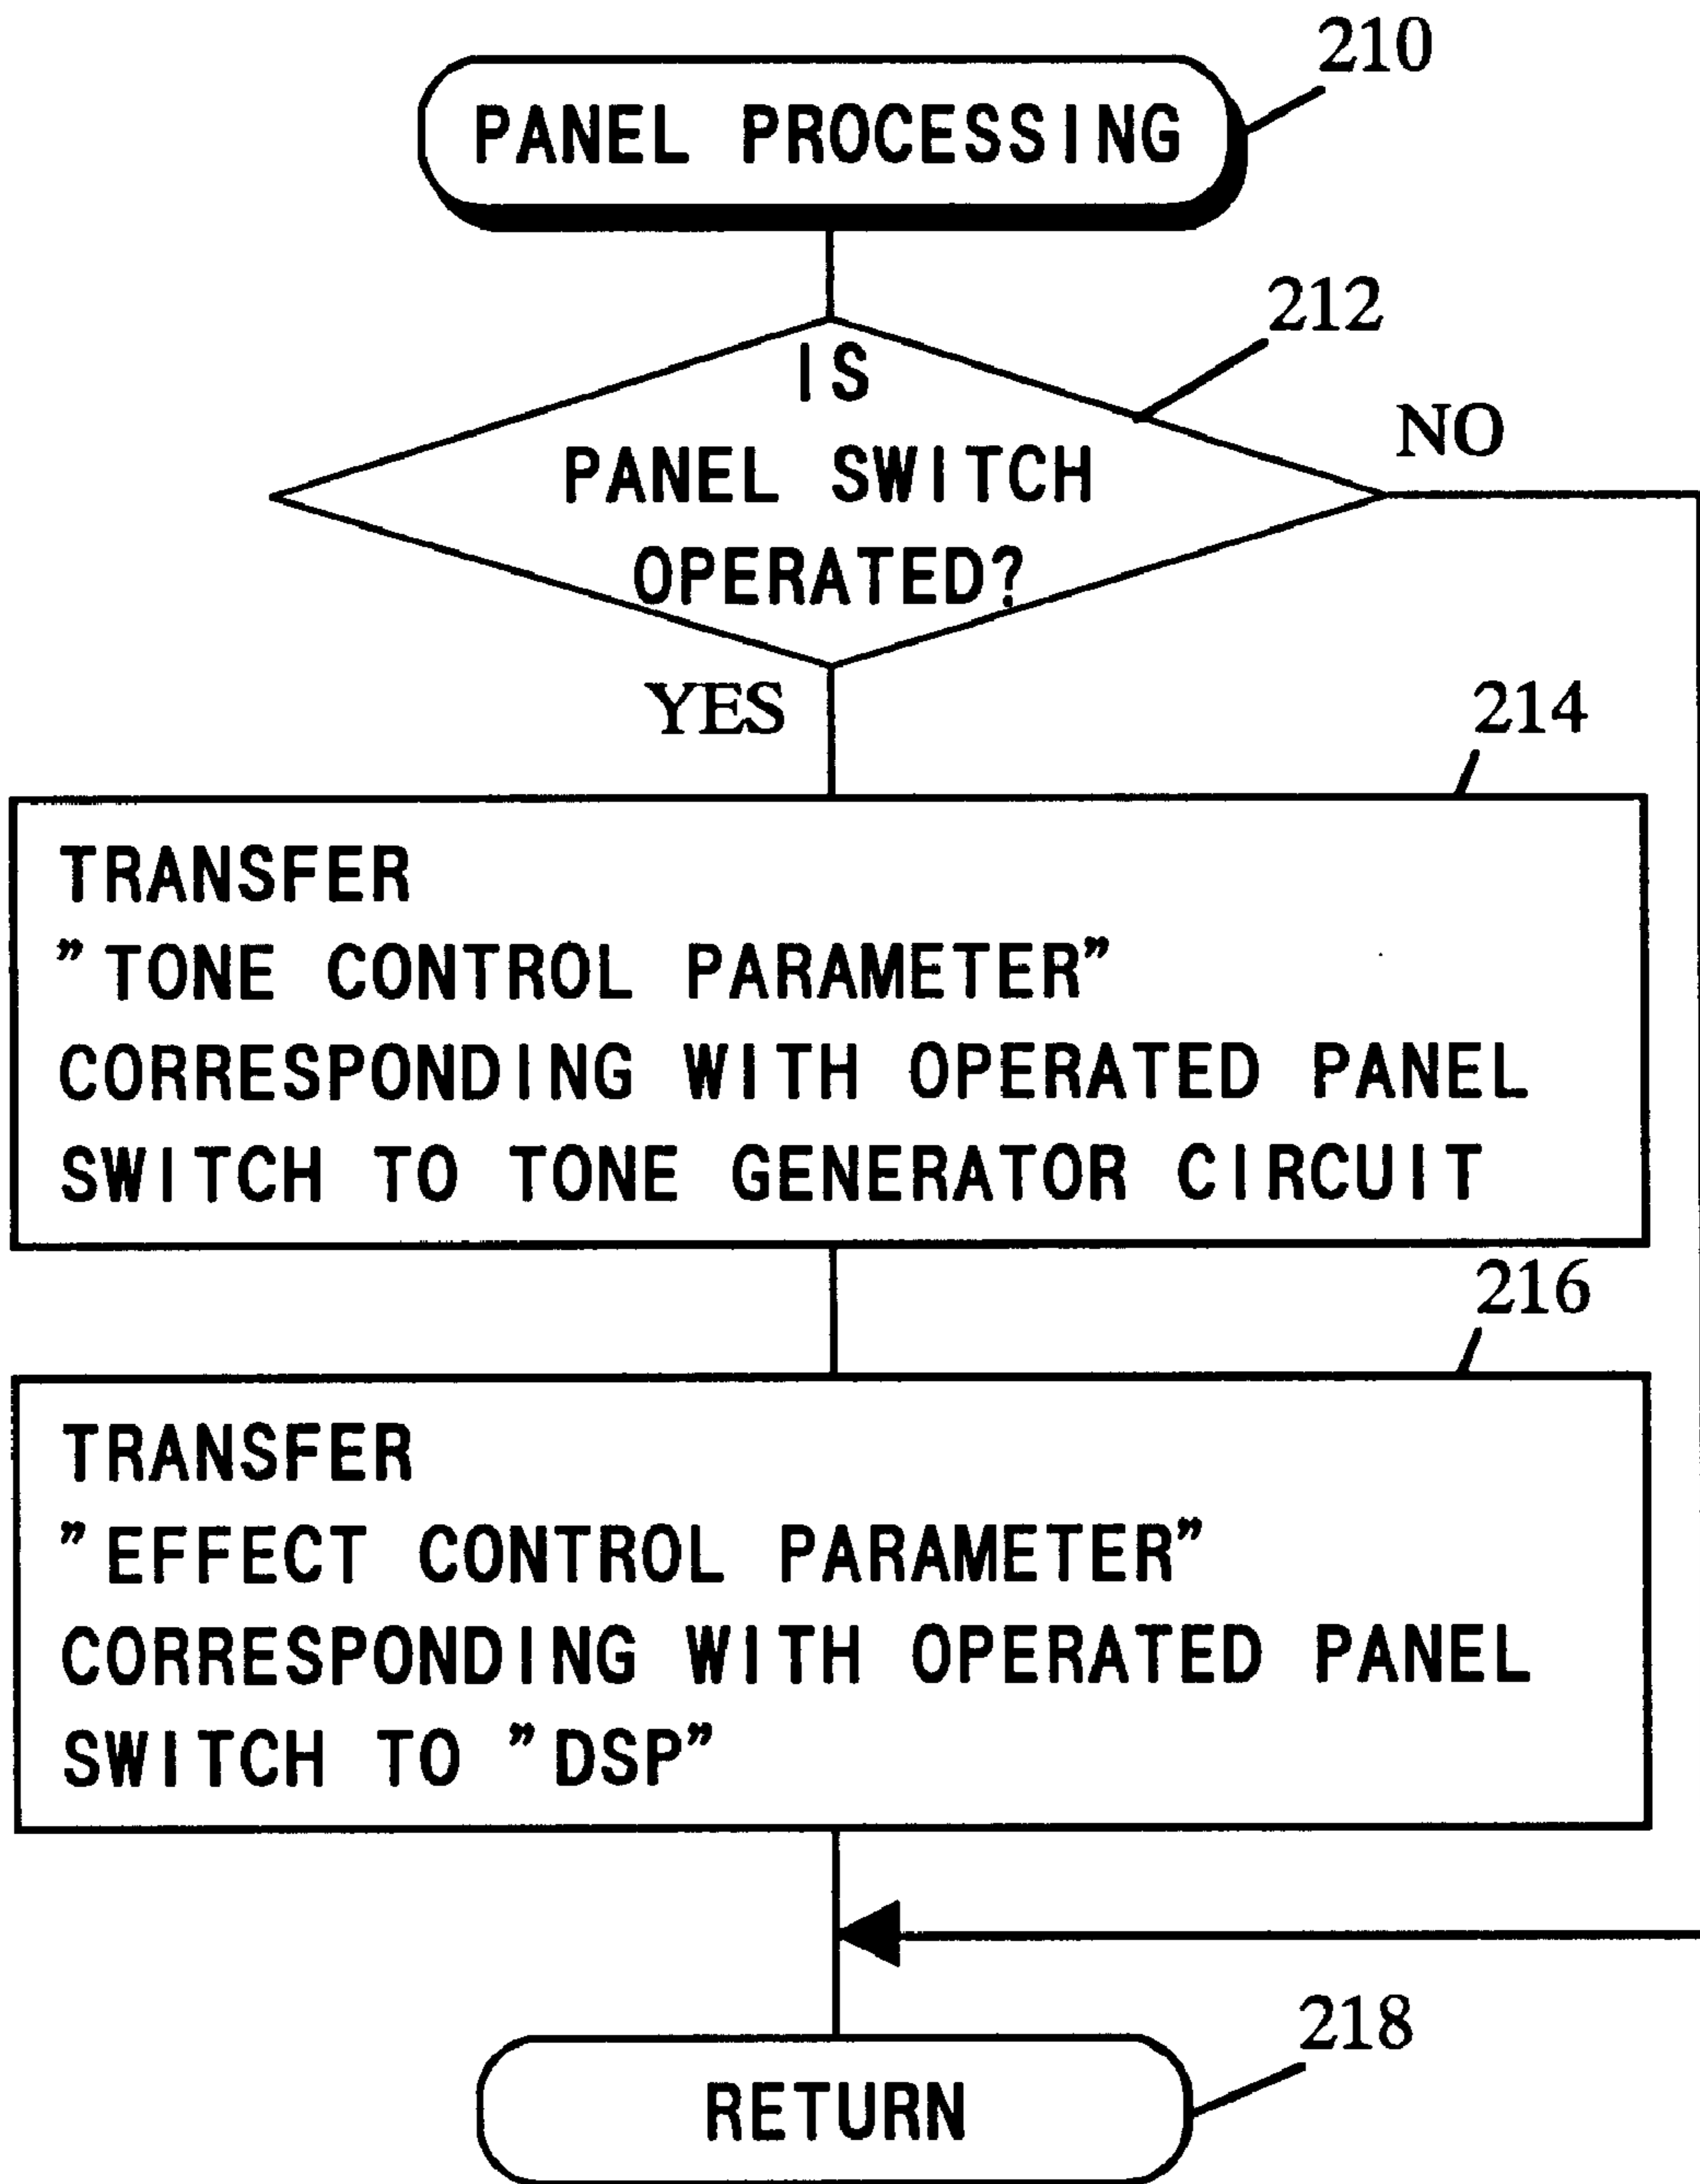 210
PANEL PROCESSING
212
IS
PANEL SWITCH
OPERATED?
NO
YES
214
TRANSFER
”TONE CONTROL PARAMETER”
CORRESPONDING WITH OPERATED PANEL
SWITCH TO TONE GENERATOR CIRCUIT
216
TRANSFER
”EFFECT CONTROL PARAMETER”
CORRESPONDING WITH OPERATED PANEL
SWITCH TO ”DSP”
218
RETURN